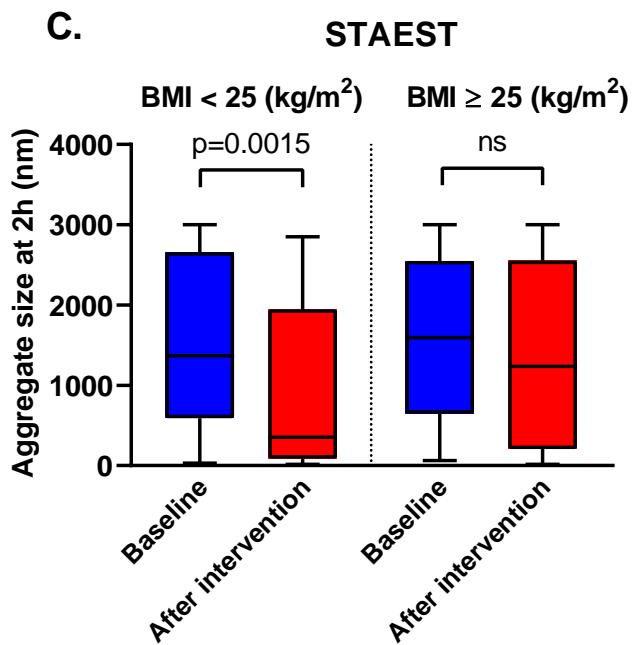 C.
STAEST
BMI < 25 (kg/m²) BMI ≥ 25 (kg/m²)
p=0.0015 ns
Aggregate size at 2h (nm)
4000
3000
2000
1000
0
Baseline
After intervention
Baseline
After intervention